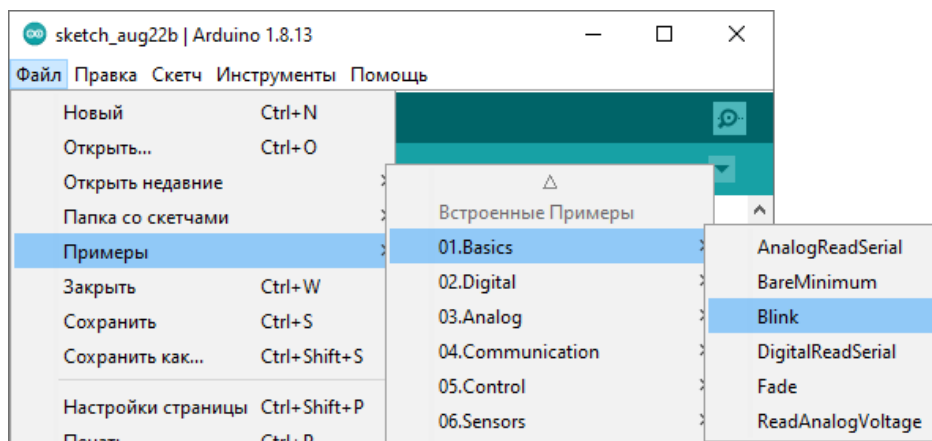 sketch_aug22b | Arduino 1.8.13
Файл Правка Скетч Инструменты Помощь
Новый Ctrl+N
Открыть... Ctrl+O
Открыть недавние
Папка со скетчами
Примеры
Закрыть Ctrl+W
Сохранить Ctrl+S
Сохранить как... Ctrl+Shift+S
Настройки страницы Ctrl+Shift+P
Встроенные Примеры
01.Basics
02.Digital
03.Analog
04.Communication
05.Control
06.Sensors
AnalogReadSerial
BareMinimum
Blink
DigitalReadSerial
Fade
ReadAnalogVoltage